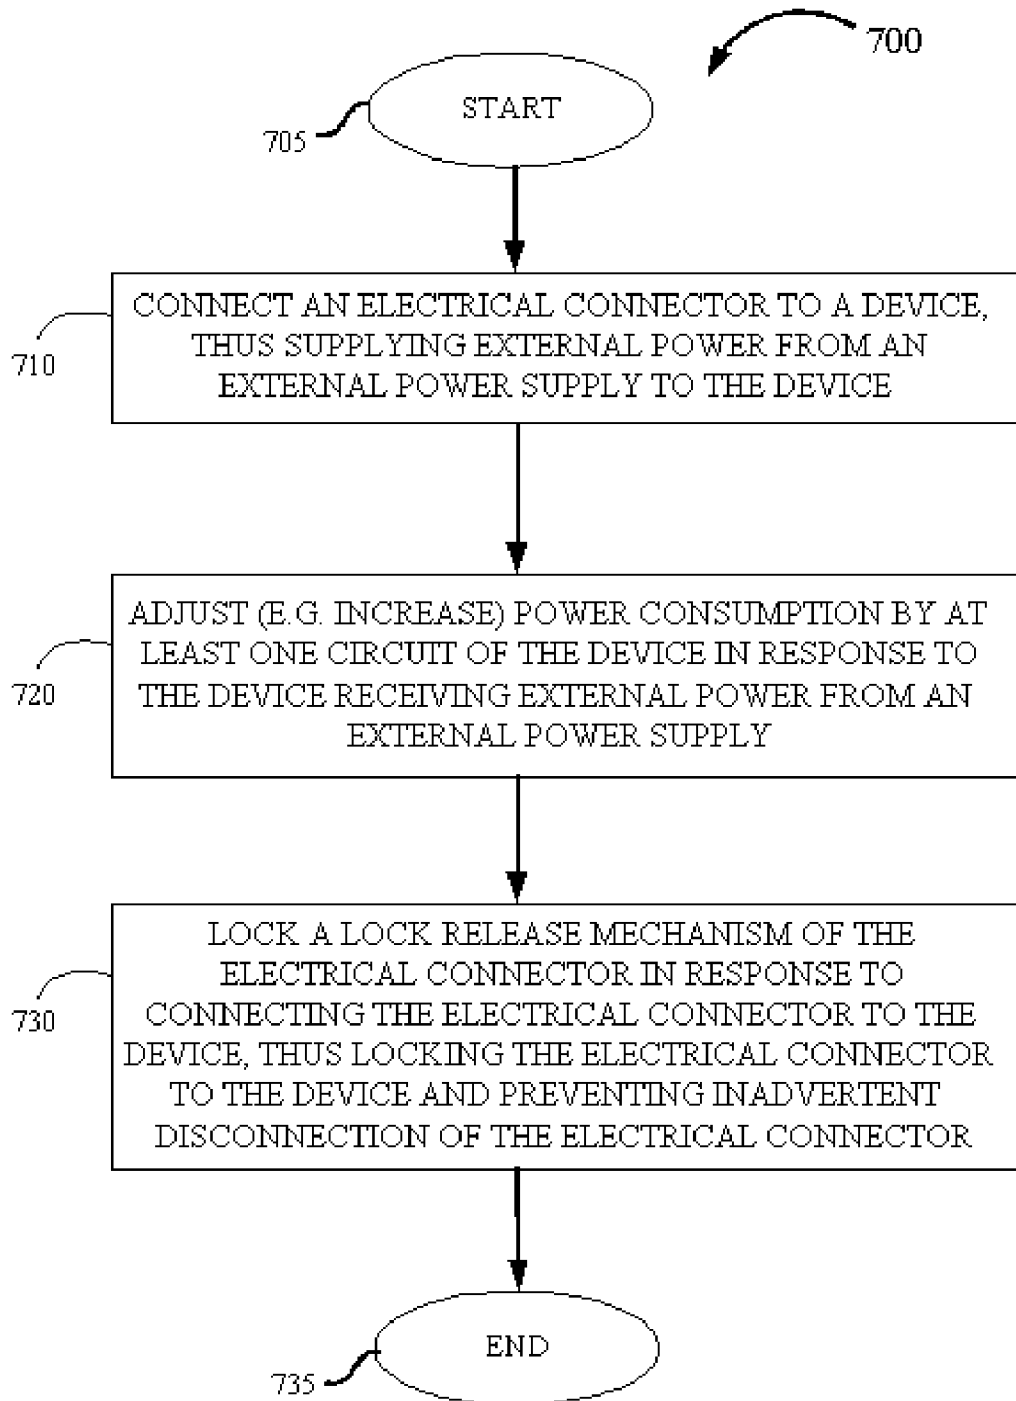 700
START
705
CONNECT AN ELECTRICAL CONNECTOR TO A DEVICE,
THUS SUPPLYING EXTERNAL POWER FROM AN
EXTERNAL POWER SUPPLY TO THE DEVICE
710
ADJUST (E.G. INCREASE) POWER CONSUMPTION BY AT
LEAST ONE CIRCUIT OF THE DEVICE IN RESPONSE TO
THE DEVICE RECEIVING EXTERNAL POWER FROM AN
EXTERNAL POWER SUPPLY
720
LOCK A LOCK RELEASE MECHANISM OF THE
ELECTRICAL CONNECTOR IN RESPONSE TO
CONNECTING THE ELECTRICAL CONNECTOR TO THE
DEVICE, THUS LOCKING THE ELECTRICAL CONNECTOR
TO THE DEVICE AND PREVENTING INADVERTENT
DISCONNECTION OF THE ELECTRICAL CONNECTOR
730
END
735